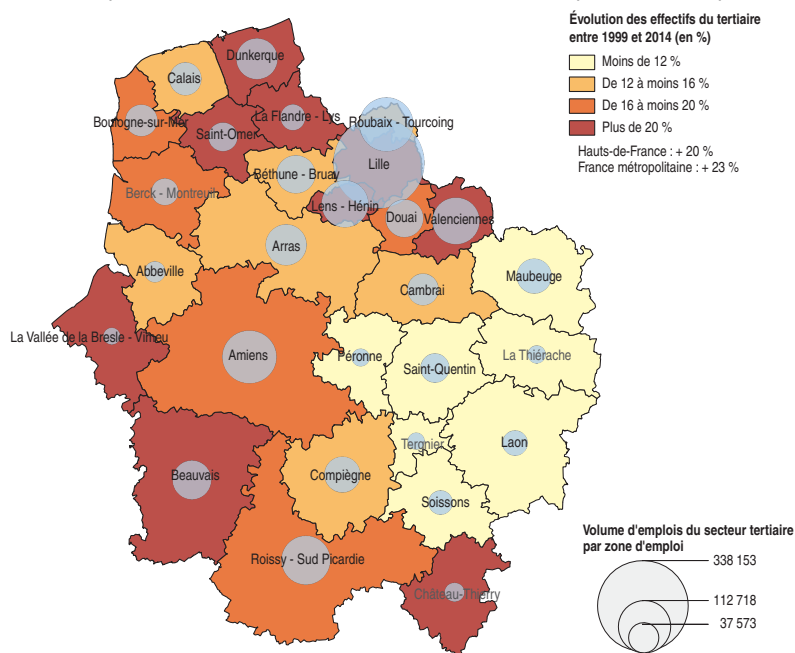 Évolution des effectifs du tertiaire
entre 1999 et 2014 (en %)
Moins de 12 %
De 12 à moins 16 %
De 16 à moins 20 %
Plus de 20 %
Hauts-de-France : + 20 %
France métropolitaine : + 23 %
Dunkerque
Calais
Boulogne-sur-Mer
Saint-Omer
La Flandre - Lys
Roubaix - Tourcoing
Lille
Béthune - Bruay
Berck - Montreuil
Lens - Hénin
Douai
Valenciennes
Arras
Abbeville
Cambrai
Maubeuge
La Vallée de la Bresle - Vimeu
Amiens
Péronne
Saint-Quentin
La Thiérache
Tergnier
Laon
Beauvais
Compiègne
Soissons
Roissy - Sud Picardie
Château-Thierry
Volume d'emplois du secteur tertiaire
par zone d'emploi
338 153
112 718
37 573